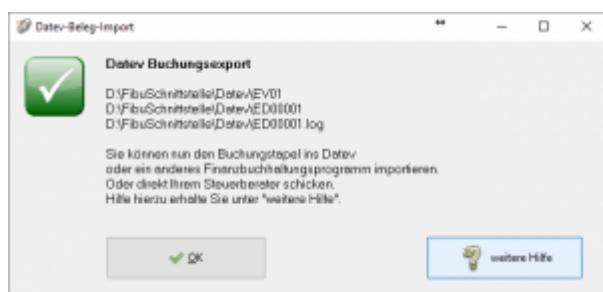 Datev-Beleg-Import
Datev Buchungsexport
D:\FibuSchnittstelle\Datev\EV01
D:\FibuSchnittstelle\Datev\ED00001
D:\FibuSchnittstelle\Datev\ED00001.log
Sie können nun den Buchungstapel ins Datev
oder ein anderes Finanzbuchhaltungsprogramm importieren.
Oder direkt Ihrem Steuerberater schicken.
Hilfe hierzu erhalte Sie unter "weitere Hilfe".
OK
weitere Hilfe